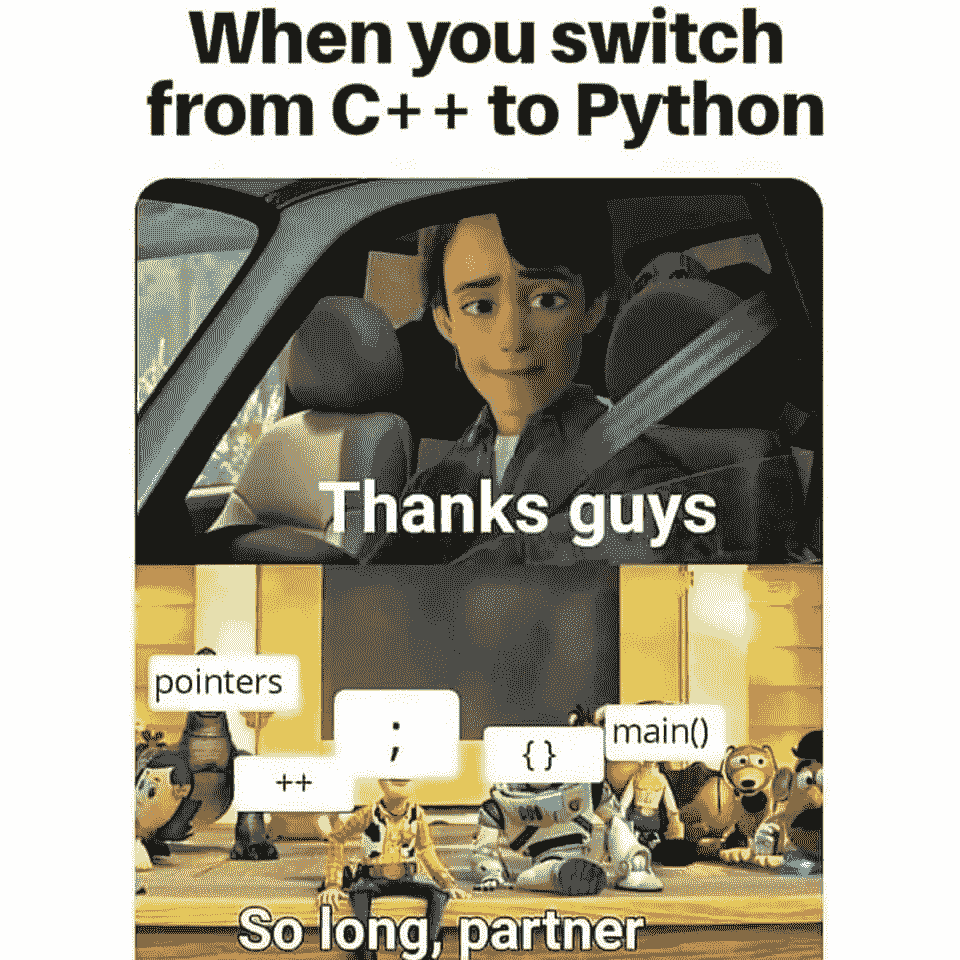 When you switch
from C++ to Python
Thanks guys
pointers
;
main()
{}
++
So long, partner